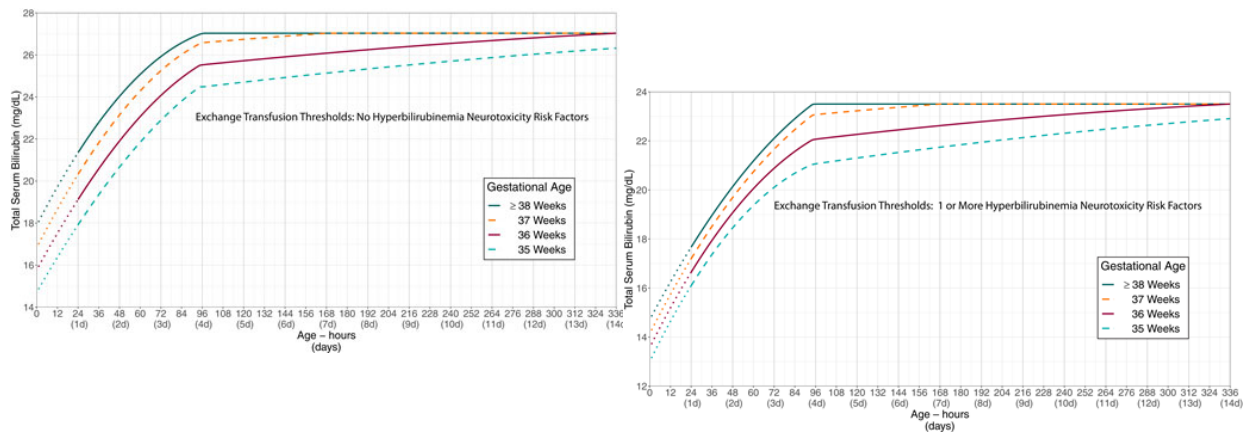 28
26
24
22
20
18
16
14
Total Serum Bilirubin (mg/dL)
Exchange Transfusion Thresholds: No Hyperbilirubinemia Neurotoxicity Risk Factors
Gestational Age
≥ 38 Weeks
37 Weeks
36 Weeks
35 Weeks
0 12 24 36 48 60 72 84 96 108 120 132 144 156 168 180 192 204 216 228 240 252 264 276 288 300 312 324 336
(1d) (2d) (3d) (4d) (5d) (6d) (7d) (8d) (9d) (10d) (11d) (12d) (13d) (14d
Age – hours
(days)
24
22
20
18
16
14
12
Total Serum Bilirubin (mg/dL)
Exchange Transfusion Thresholds: 1 or More Hyperbilirubinemia Neurotoxicity Risk Factors
Gestational Age
≥ 38 Weeks
37 Weeks
36 Weeks
35 Weeks
0 12 24 36 48 60 72 84 96 108 120 132 144 156 168 180 192 204 216 228 240 252 264 276 288 300 312 324 336
(1d) (2d) (3d) (4d) (5d) (6d) (7d) (8d) (9d) (10d) (11d) (12d) (13d) (14d)
Age – hours
(days)